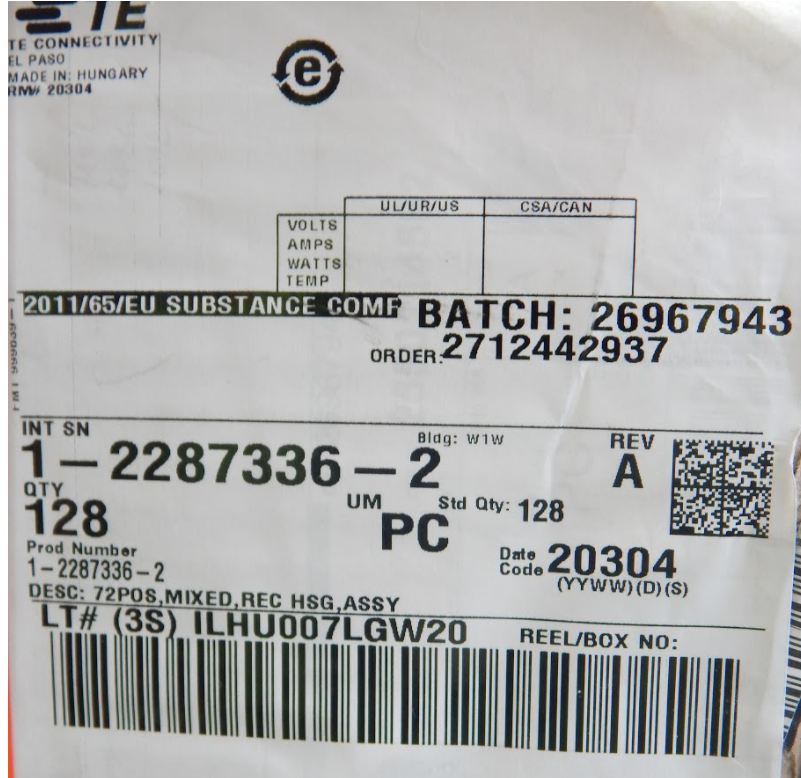 TE
TE CONNECTIVITY
EL PASO
MADE IN: HUNGARY
RM# 20304
e
UL/UR/US CSA/CAN
VOLTS
AMPS
WATTS
TEMP
2011/65/EU SUBSTANCE COMP
BATCH: 26967943
ORDER: 2712442937
INT SN
Bldg: W1W
REV
1-2287336-2
A
QTY
128
UM
PC
Std Qty: 128
Prod Number
1-2287336-2
Date Code 20304
(YYWW)(D)(S)
DESC: 72POS,MIXED,REC HSG,ASSY
LT# (3S) ILHU007LGW20
REEL/BOX NO: